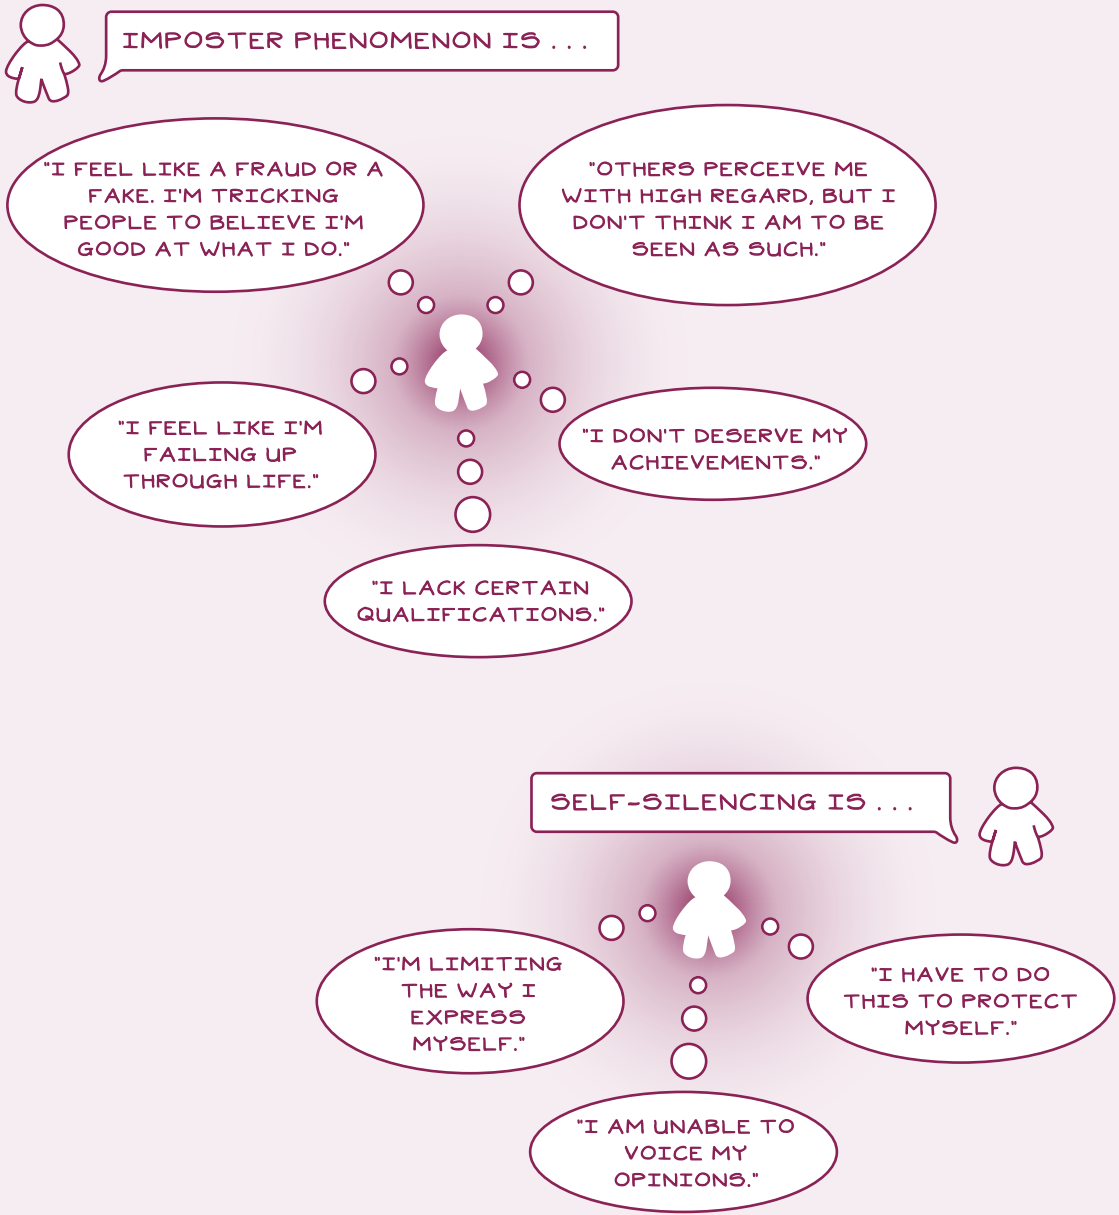 IMPOSTER PHENOMENON IS . . .
"I FEEL LIKE A FRAUD OR A
FAKE. I'M TRICKING
PEOPLE TO BELIEVE I'M
GOOD AT WHAT I DO."
"OTHERS PERCEIVE ME
WITH HIGH REGARD, BUT I
DON'T THINK I AM TO BE
SEEN AS SUCH."
"I FEEL LIKE I'M
FAILING UP
THROUGH LIFE."
"I DON'T DESERVE MY
ACHIEVEMENTS."
"I LACK CERTAIN
QUALIFICATIONS."
SELF-SILENCING IS . . .
"I'M LIMITING
THE WAY I
EXPRESS
MYSELF."
"I HAVE TO DO
THIS TO PROTECT
MYSELF."
"I AM UNABLE TO
VOICE MY
OPINIONS."